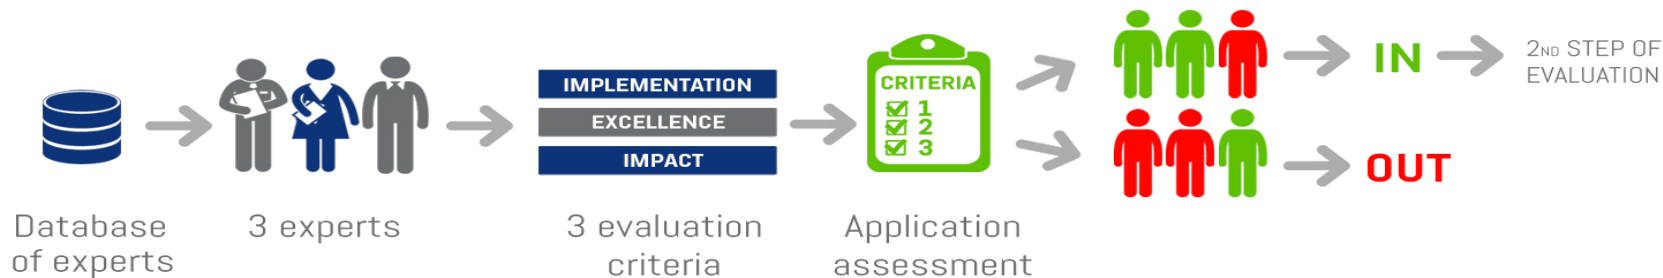 Database
of experts
3 experts
IMPLEMENTATION
EXCELLENCE
IMPACT
3 evaluation
criteria
CRITERIA
1
2
3
Application
assessment
IN
2ND STEP OF
EVALUATION
OUT